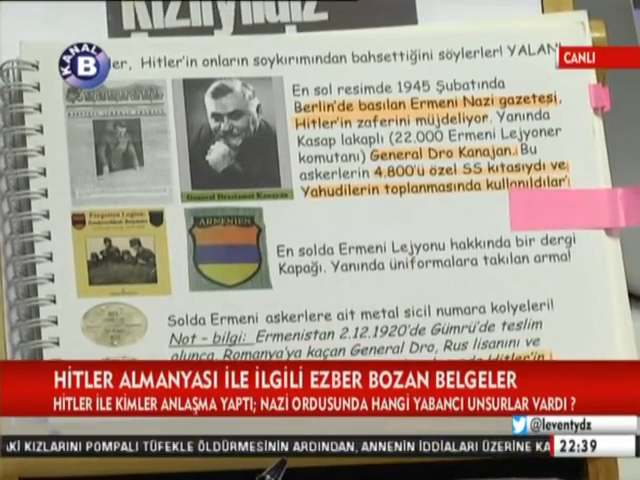 Kızılyıldız
KANAL B
er, Hitler'in onların soykırımından bahsettiğini söylerler! YALAN
CANLI
En sol resimde 1945 Şubatında
Berlin'de basılan Ermeni Nazi gazetesi,
Hitler'in zaferini müjdeliyor. Yanında
Kasap lakaplı (22.000 Ermeni Lejyoner
komutanı) General Dro Kanajan. Bu
askerlerin 4.800'ü özel SS kıtasıydı ve
Yahudilerin toplanmasında kullanıldılar!
ARMENIEN
En solda Ermeni Lejyonu hakkında bir dergi
Kapağı. Yanında üniformalara takılan arma!
Solda Ermeni askerlere ait metal sicil numara kolyeleri!
Not - bilgi: Ermenistan 2.12.1920'de Gümrü'de teslim
olunca, Romanya'ya kaçan General Dro, Rus lisanını ve
Hitler'in
HİTLER ALMANYASI İLE İLGİLİ EZBER BOZAN BELGELER
HİTLER İLE KİMLER ANLAŞMA YAPTI; NAZİ ORDUSUNDA HANGİ YABANCI UNSURLAR VARDI ?
@leventydz
Kİ KIZLARINI POMPALI TÜFEKLE ÖLDÜRMESİNİN ARDINDAN, ANNENİN İDDİALARI ÜZERİNE KA
22:39